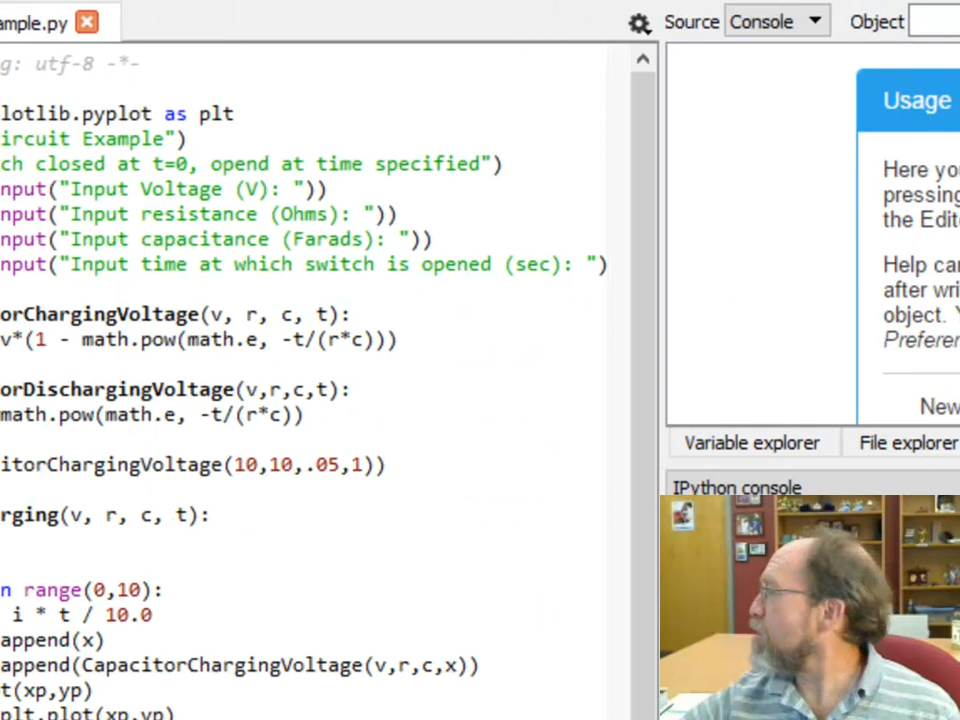 ample.py
Source Console Object
g: utf-8 -*-
lotlib.pyplot as plt
ircuit Example")
ch closed at t=0, opend at time specified")
nput("Input Voltage (V): "))
nput("Input resistance (Ohms): "))
nput("Input capacitance (Farads): "))
nput("Input time at which switch is opened (sec): ")
orChargingVoltage(v, r, c, t):
v*(1 - math.pow(math.e, -t/(r*c)))
orDischargingVoltage(v,r,c,t):
math.pow(math.e, -t/(r*c))
itorChargingVoltage(10,10,.05,1))
rging(v, r, c, t):
n range(0,10):
i * t / 10.0
append(x)
append(CapacitorChargingVoltage(v,r,c,x))
t(xp,yp)
plt.plot(xp,yp)
Usage
Here you
pressing
the Edito
Help can
after wri
object. Y
Preferen
New
Variable explorer File explorer
IPython console